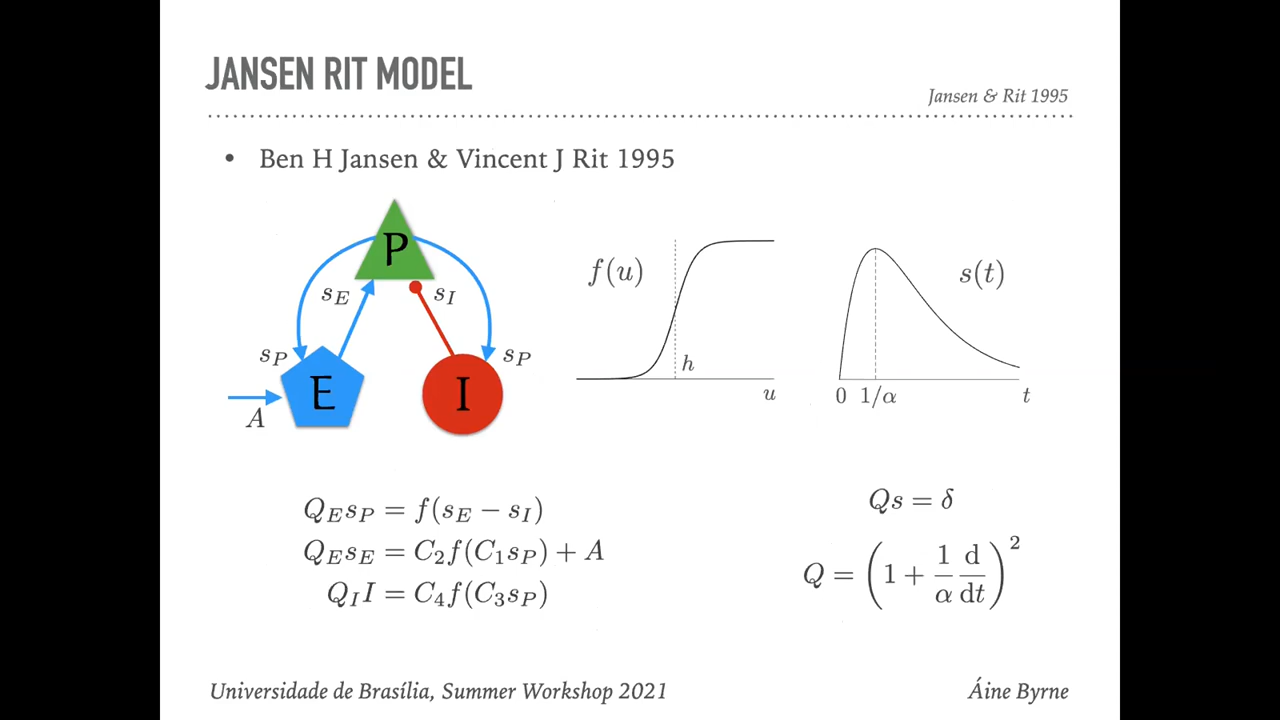 JANSEN RIT MODEL
Jansen & Rit 1995
• Ben H Jansen & Vincent J Rit 1995
P
s_E
s_I
s_P
s_P
E
I
A
f(u)
h
u
s(t)
0 1/α t
Q_E s_P = f(s_E − s_I)
Q_E s_E = C_2 f(C_1 s_P) + A
Q_I I = C_4 f(C_3 s_P)
Qs = δ
Q = (1 + 1/α d/dt)^2
Universidade de Brasília, Summer Workshop 2021
Áine Byrne